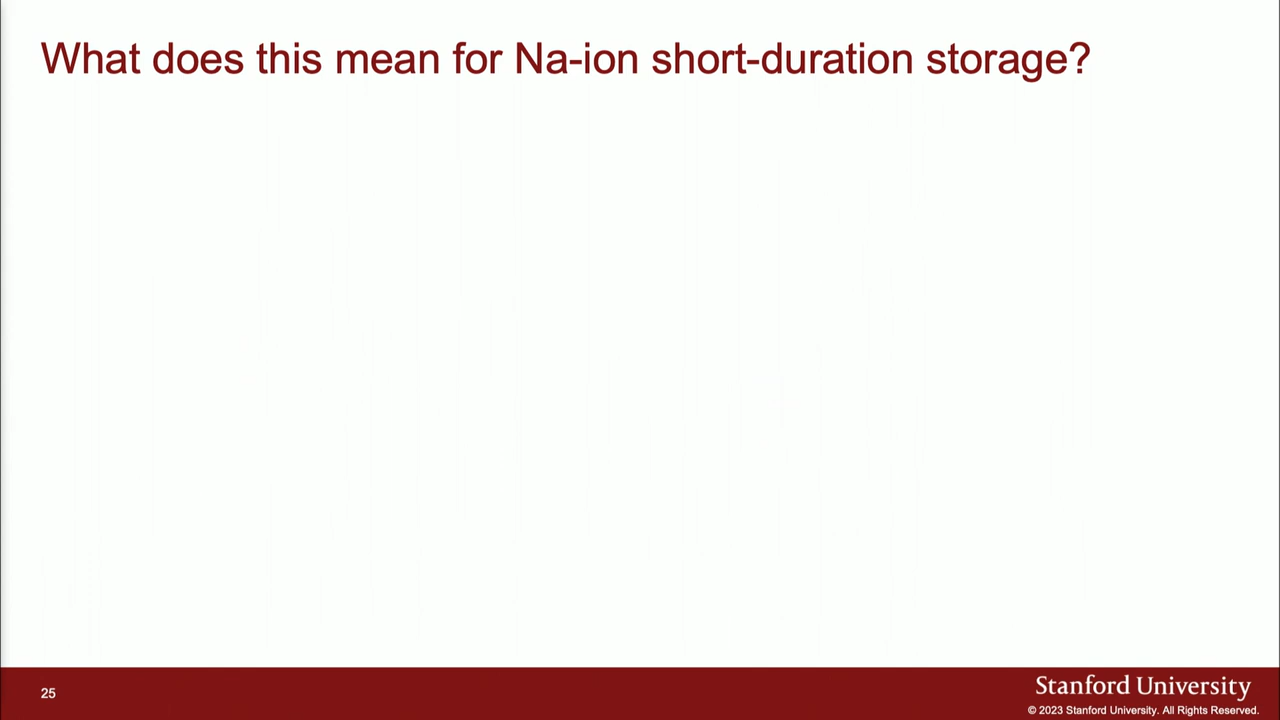 What does this mean for Na-ion short-duration storage?
25
Stanford University
© 2023 Stanford University. All Rights Reserved.